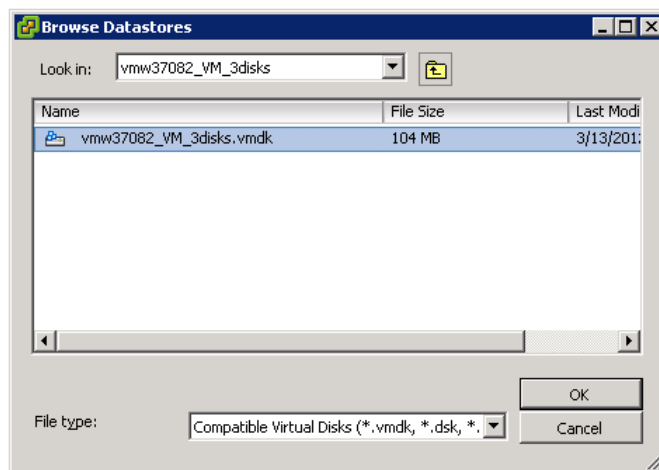 Browse Datastores
Look in: vmw37082_VM_3disks
Name File Size Last Modi
vmw37082_VM_3disks.vmdk 104 MB 3/13/201
OK
File type: Compatible Virtual Disks (*.vmdk, *.dsk, *.
Cancel